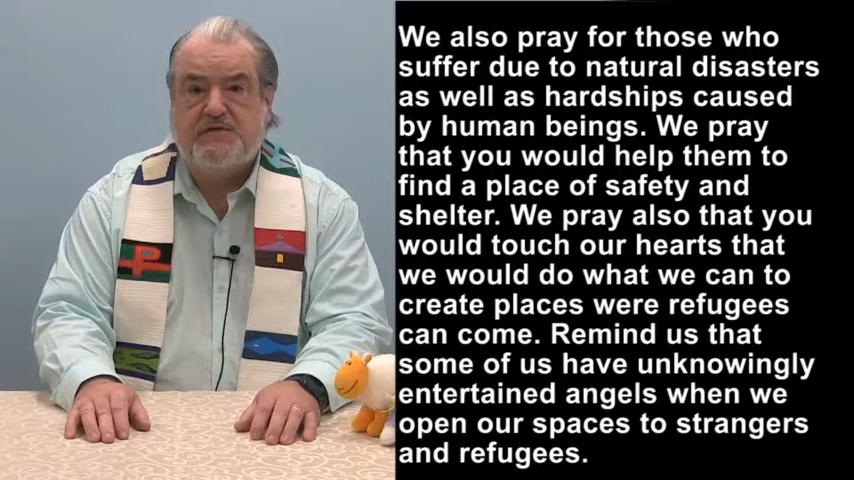 We also pray for those who
suffer due to natural disasters
as well as hardships caused
by human beings. We pray
that you would help them to
find a place of safety and
shelter. We pray also that you
would touch our hearts that
we would do what we can to
create places were refugees
can come. Remind us that
some of us have unknowingly
entertained angels when we
open our spaces to strangers
and refugees.